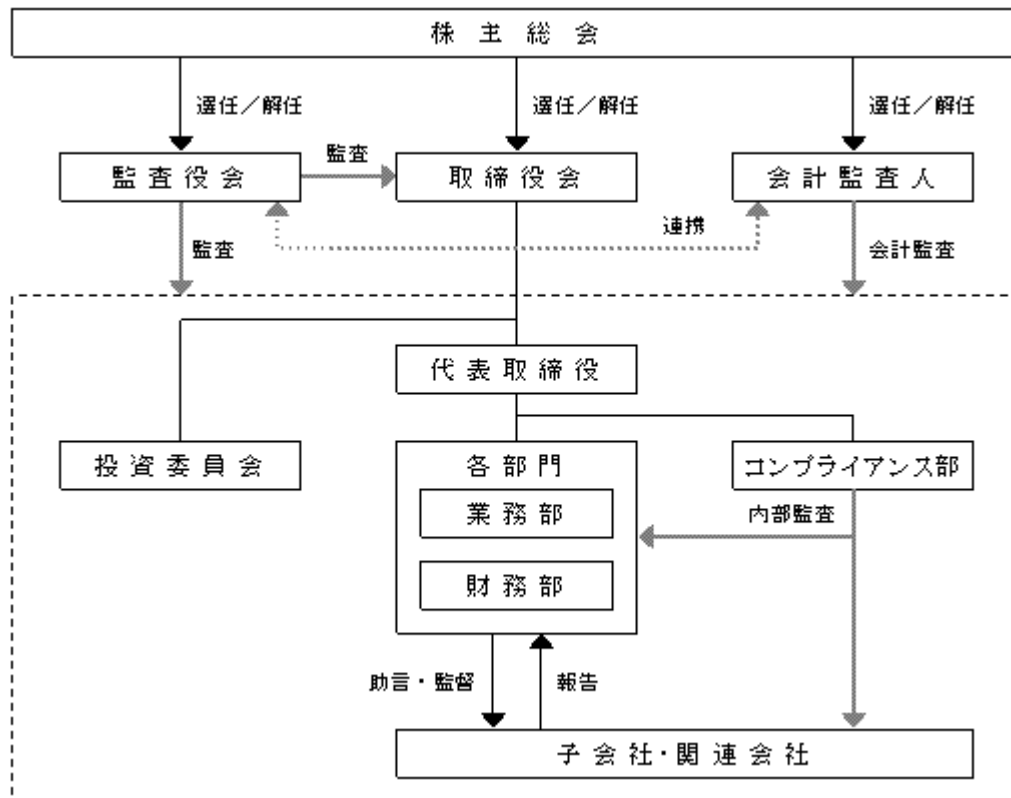 株主総会
選任／解任
選任／解任
選任／解任
監査役会
監査
取締役会
会計監査人
監査
連携
会計監査
代表取締役
投資委員会
各部門
コンプライアンス部
業務部
内部監査
財務部
助言・監督
報告
子会社・関連会社